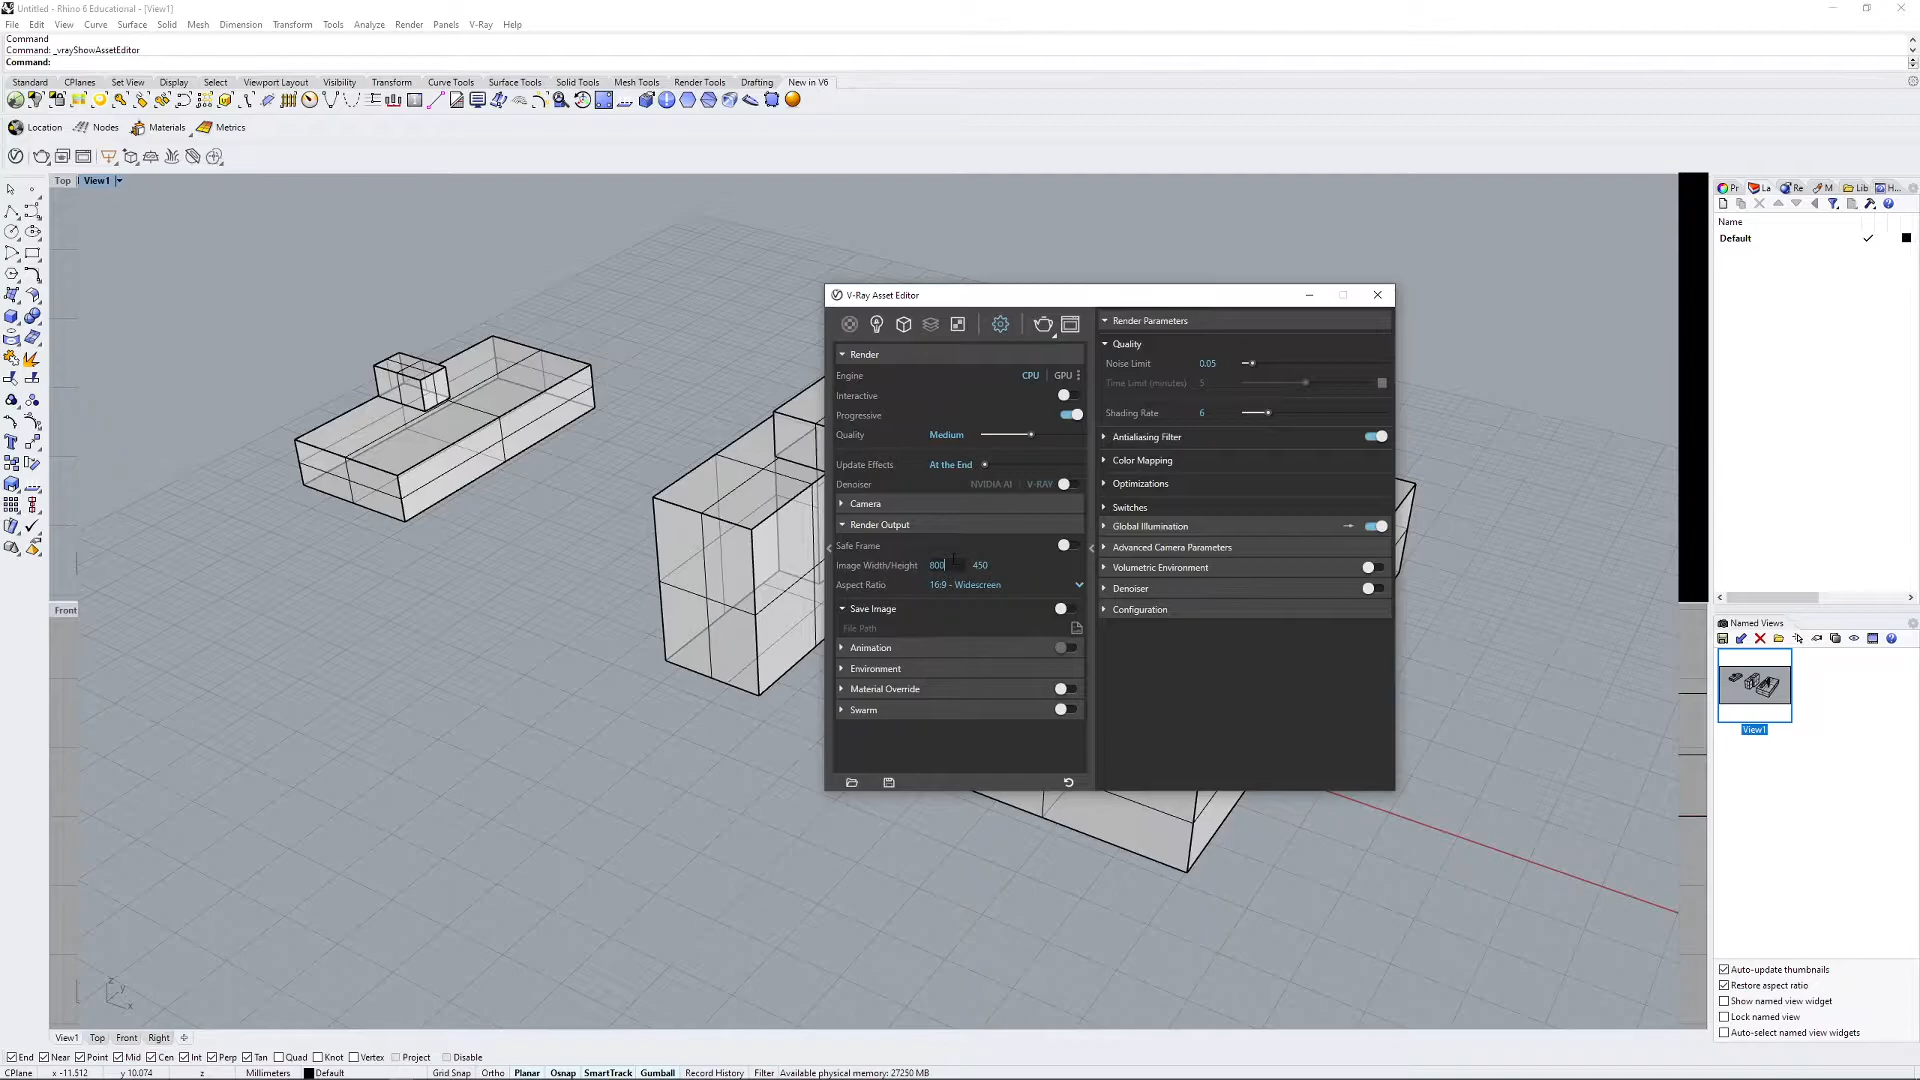 Untitled - Rhino 6 Educational - [View1]
File Edit View Curve Surface Solid Mesh Dimension Transform Tools Analyze Render Panels V-Ray Help
Command
Command: _vrayShowAssetEditor
Command:
Standard CPlanes Set View Display Select Viewport Layout Visibility Transform Curve Tools Surface Tools Solid Tools Mesh Tools Render Tools Drafting New in V6
Location Nodes Materials Metrics
Top View1
Pr La Re M Lib H...
Name
Default
V-Ray Asset Editor
Render
Engine CPU GPU
Interactive
Progressive
Quality Medium
Update Effects At the End
Denoiser NVIDIA AI V-RAY
Camera
Render Output
Safe Frame
Image Width/Height 800 450
Aspect Ratio 16:9 - Widescreen
Save Image
File Path
Animation
Environment
Material Override
Swarm
Render Parameters
Quality
Noise Limit 0.05
Time Limit (minutes) 5
Shading Rate 6
Antialiasing Filter
Color Mapping
Optimizations
Switches
Global Illumination
Advanced Camera Parameters
Volumetric Environment
Denoiser
Configuration
Front
Named Views
View1
Auto-update thumbnails
Restore aspect ratio
Show named view widget
Lock named view
Auto-select named view widgets
z
y
x
View1 Top Front Right
End Near Point Mid Cen Int Perp Tan Quad Knot Vertex Project Disable
CPlane x -11.512 y 10.074 z Millimeters Default Grid Snap Ortho Planar Osnap SmartTrack Gumball Record History Filter Available physical memory: 27250 MB